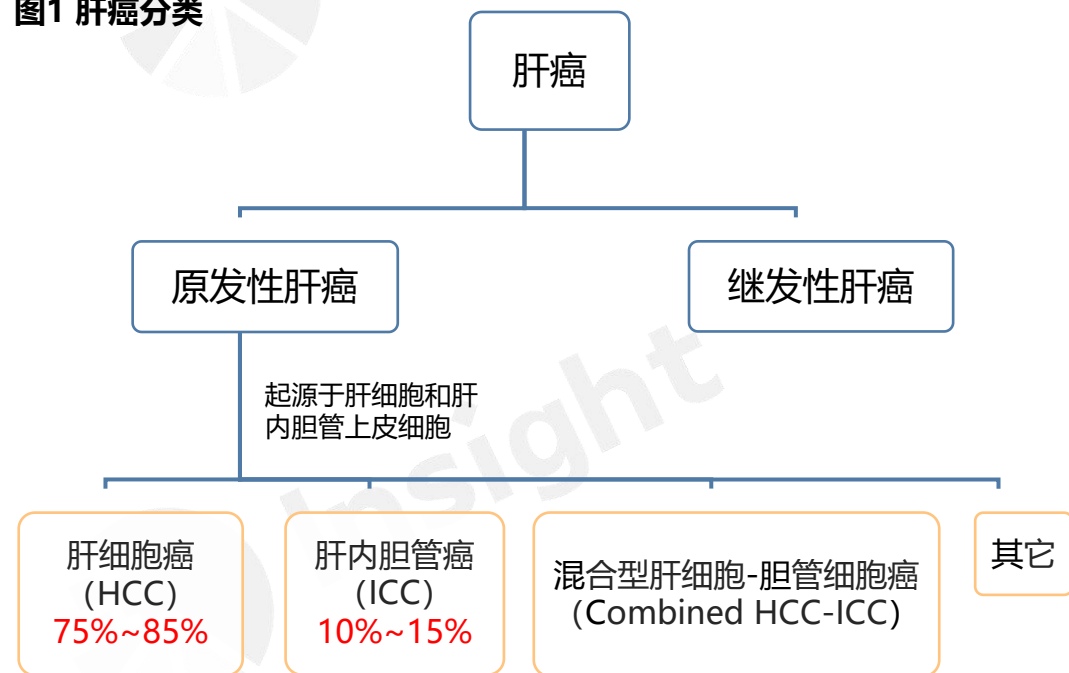 图1 肝癌分类
肝癌
原发性肝癌
继发性肝癌
起源于肝细胞和肝
内胆管上皮细胞
肝细胞癌
（HCC）
75%~85%
肝内胆管癌
（ICC）
10%~15%
混合型肝细胞-胆管细胞癌
（Combined HCC-ICC）
其它
Insight